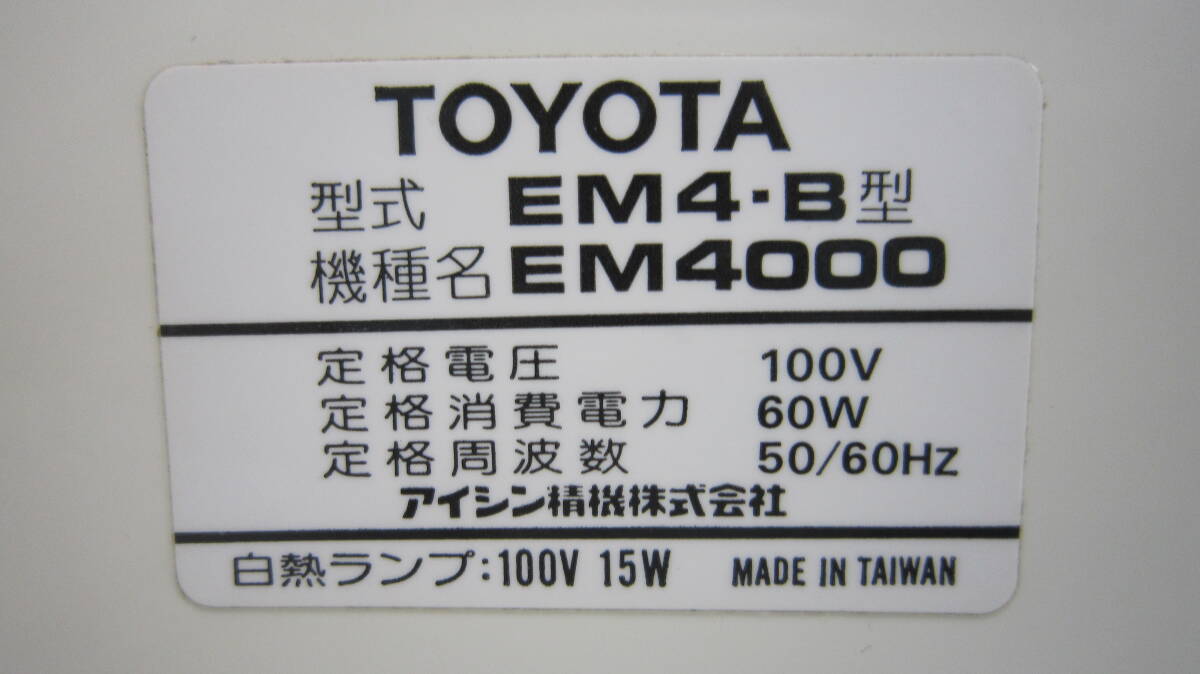 TOYOTA
型式 EM4·B型
機種名 EM4000
定格電圧 100V
定格消費電力 60W
定格周波数 50/60Hz
アイシン精機株式会社
白熱ランプ:100V 15W MADE IN TAIWAN